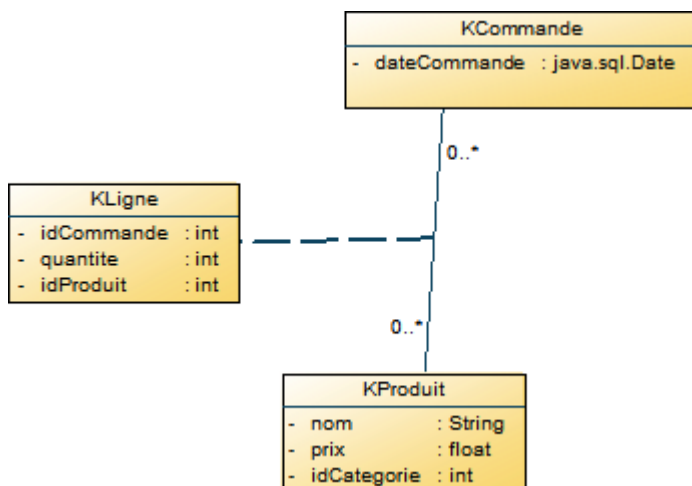 KCommande
- dateCommande : java.sql.Date
0..*
KLigne
- idCommande : int
- quantite : int
- idProduit : int
0..*
KProduit
- nom : String
- prix : float
- idCategorie : int